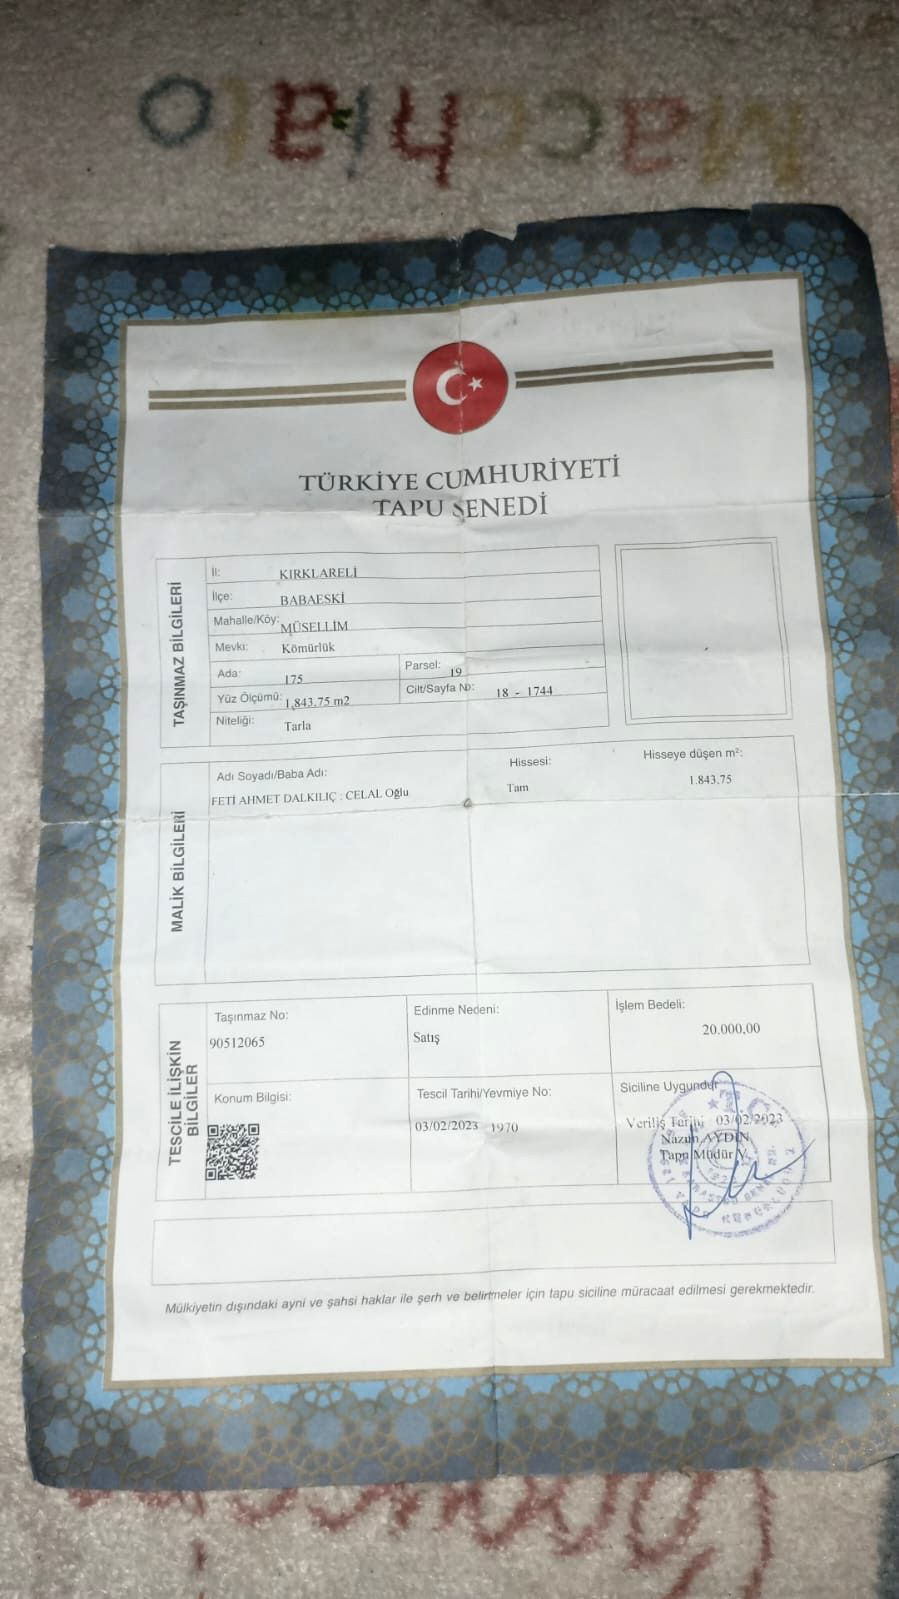 Macchiato
TÜRKİYE CUMHURİYETİ
TAPU SENEDİ
TAŞINMAZ BİLGİLERİ
İl: KIRKLARELİ
İlçe: BABAESKİ
Mahalle/Köy: MÜSELLİM
Mevki: Kömürlük
Ada: 175 Parsel: 19
Yüz Ölçümü: 1,843.75 m2 Cilt/Sayfa No: 18 - 1744
Niteliği: Tarla
MALİK BİLGİLERİ
Adı Soyadı/Baba Adı: Hissesi: Hisseye düşen m²:
FETİ AHMET DALKILIÇ : CELAL Oğlu Tam 1.843,75
TESCİLE İLİŞKİN BİLGİLER
Taşınmaz No: Edinme Nedeni: İşlem Bedeli:
90512065 Satış 20.000,00
Konum Bilgisi: Tescil Tarihi/Yevmiye No: Siciline Uygundur
03/02/2023 1970 Veriliş Tarihi 03/02/2023
Nazım AYDIN
Tapu Müdür V.
T.C.
Mülkiyetin dışındaki ayni ve şahsi haklar ile şerh ve belirtmeler için tapu siciline müracaat edilmesi gerekmektedir.